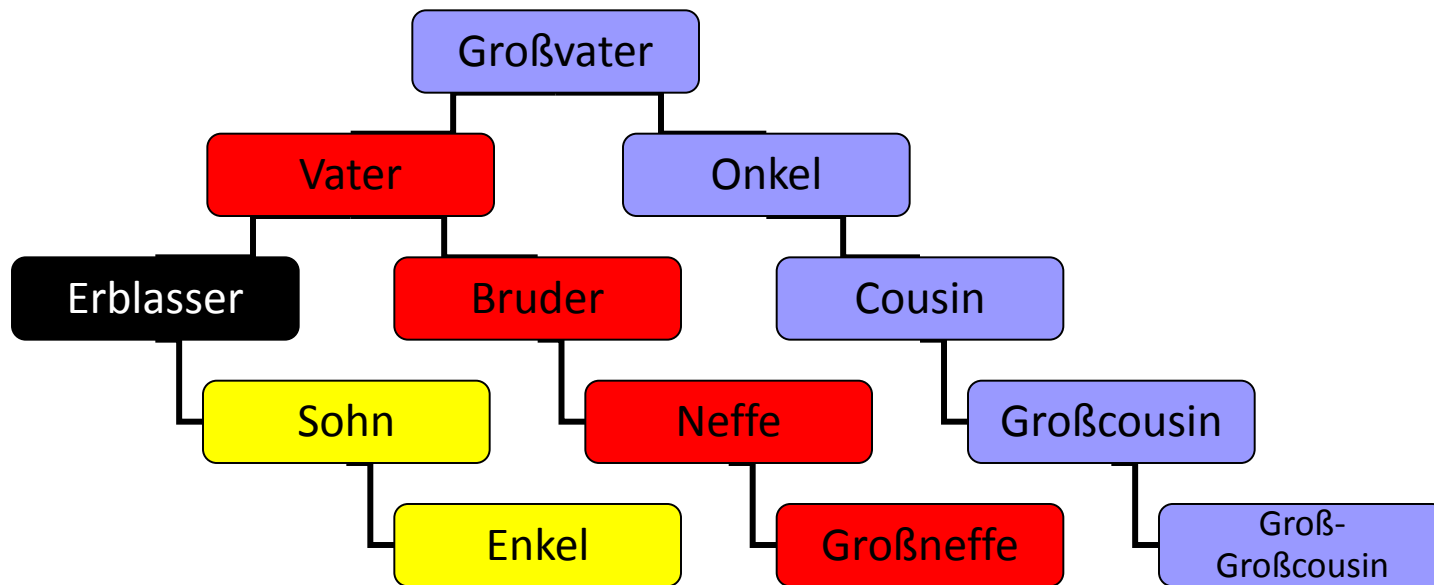 Großvater
Vater
Onkel
Erblasser
Bruder
Cousin
Sohn
Neffe
Großcousin
Enkel
Großneffe
Groß-
Großcousin